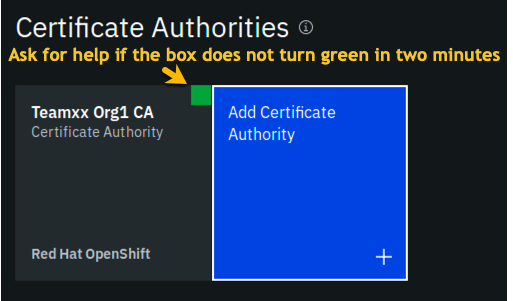 Certificate Authorities
Ask for help if the box does not turn green in two minutes
Teamxx Org1 CA
Certificate Authority
Red Hat OpenShift
Add Certificate
Authority